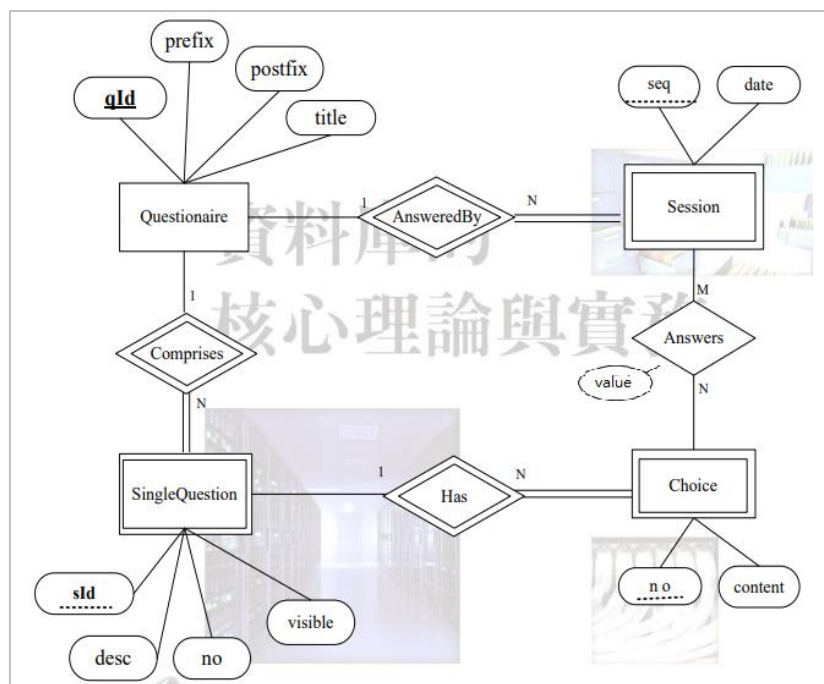 prefix
postfix
qId
title
seq
date
Questionaire
1
AnsweredBy
N
Session
資料庫的
核心理論與實務
1
Comprises
N
M
Answers
value
N
SingleQuestion
1
Has
N
Choice
sId
desc
no
visible
n o
content